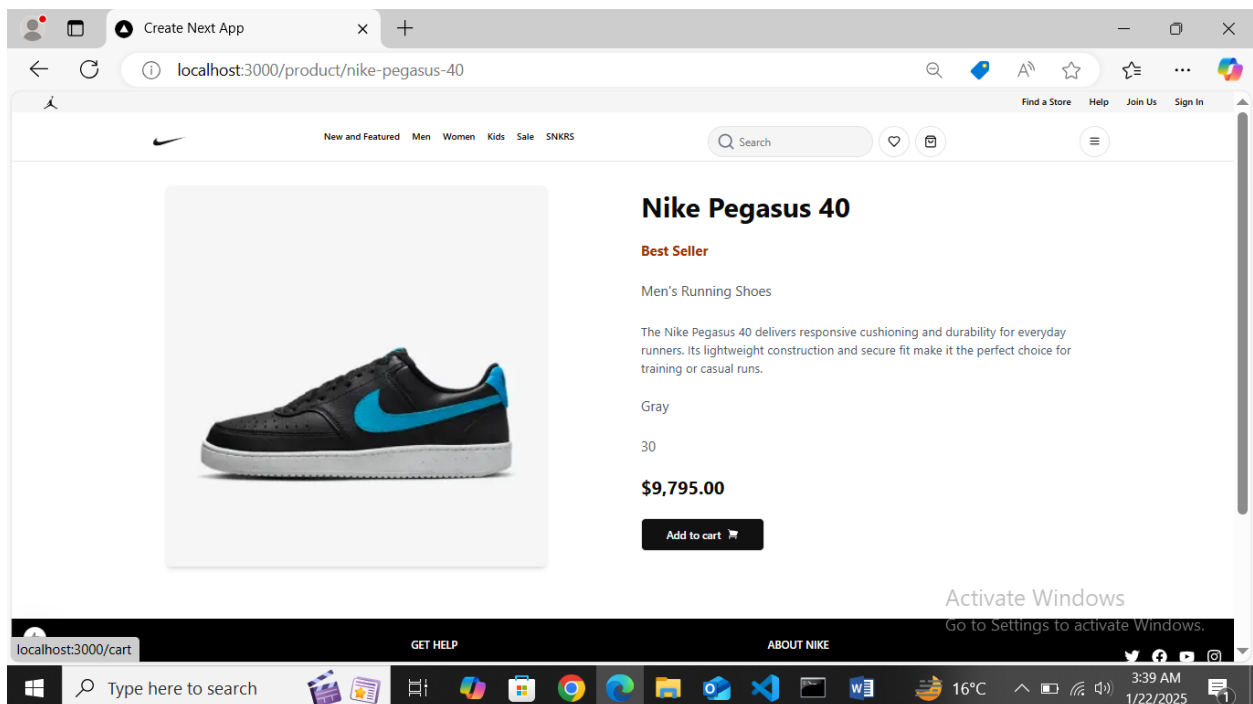 Create Next App
localhost:3000/product/nike-pegasus-40
Find a Store Help Join Us Sign In
New and Featured Men Women Kids Sale SNKRS
Search
Nike Pegasus 40
Best Seller
Men's Running Shoes
The Nike Pegasus 40 delivers responsive cushioning and durability for everyday
runners. Its lightweight construction and secure fit make it the perfect choice for
training or casual runs.
Gray
30
$9,795.00
Add to cart
Activate Windows
Go to Settings to activate Windows.
GET HELP ABOUT NIKE
localhost:3000/cart
Type here to search
16°C
3:39 AM
1/22/2025
1